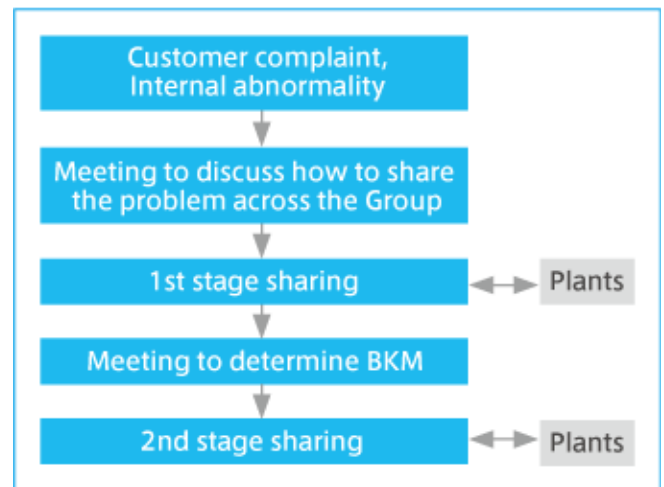 Customer complaint,
Internal abnormality
Meeting to discuss how to share
the problem across the Group
1st stage sharing
Plants
Meeting to determine BKM
2nd stage sharing
Plants